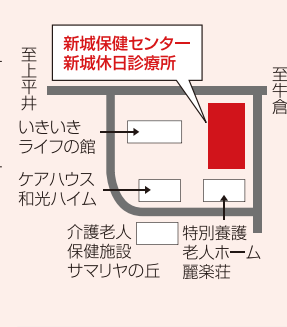 新城保健センター
新城休日診療所
至上平井
至牛倉
いきいき
ライフの館
ケアハウス
和光ハイム
介護老人
保健施設
サマリヤの丘
特別養護
老人ホーム
麗楽荘